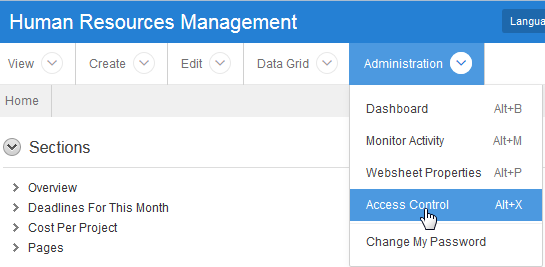 Human Resources Management
Langua
View Create Edit Data Grid Administration
Home
Dashboard Alt+B
Monitor Activity Alt+M
Websheet Properties Alt+P
Access Control Alt+X
Change My Password
Sections
Overview
Deadlines For This Month
Cost Per Project
Pages